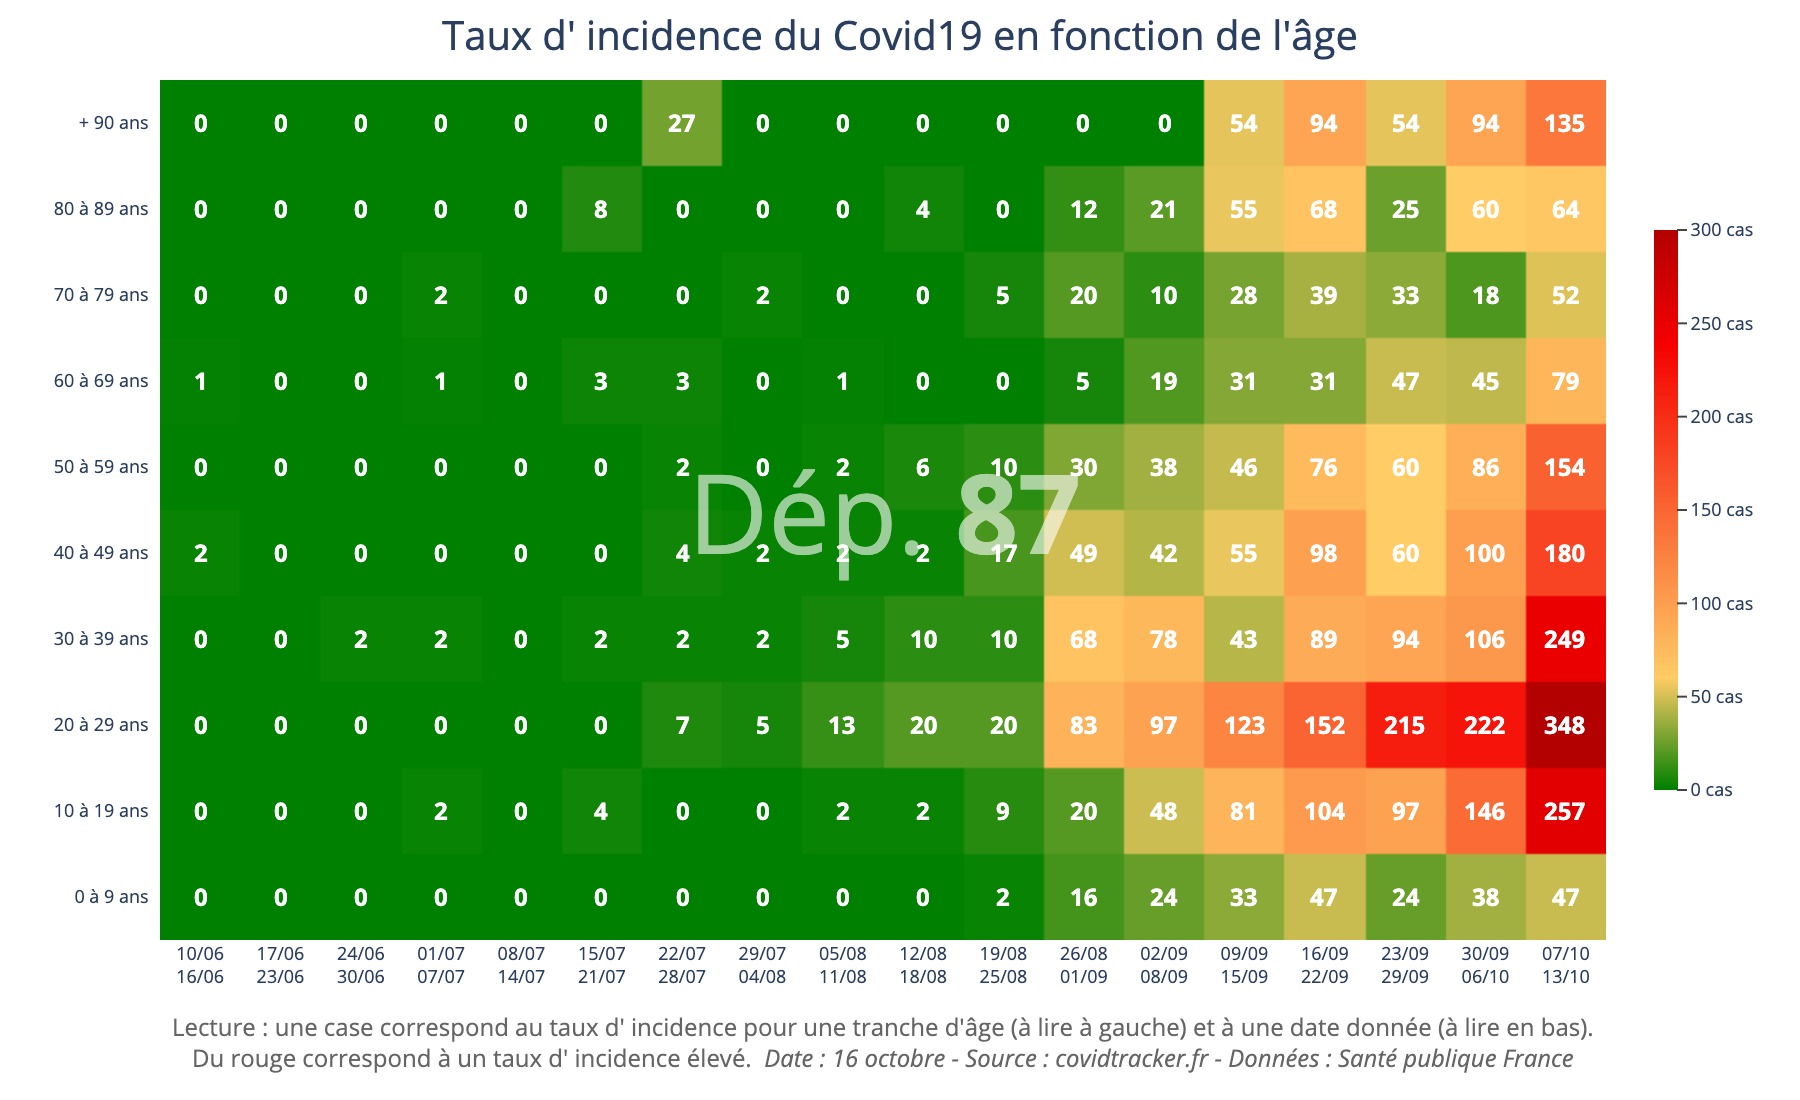 Taux d' incidence du Covid19 en fonction de l'âge
+ 90 ans 0 0 0 0 0 0 27 0 0 0 0 0 0 54 94 54 94 135
80 à 89 ans 0 0 0 0 0 8 0 0 0 4 0 12 21 55 68 25 60 64
70 à 79 ans 0 0 0 2 0 0 0 2 0 0 5 20 10 28 39 33 18 52
60 à 69 ans 1 0 0 1 0 3 3 0 1 0 0 5 19 31 31 47 45 79
50 à 59 ans 0 0 0 0 0 0 2 0 2 6 10 30 38 46 76 60 86 154
Dép. 87
40 à 49 ans 2 0 0 0 0 0 4 2 2 2 17 49 42 55 98 60 100 180
30 à 39 ans 0 0 2 2 0 2 2 2 5 10 10 68 78 43 89 94 106 249
20 à 29 ans 0 0 0 0 0 0 7 5 13 20 20 83 97 123 152 215 222 348
10 à 19 ans 0 0 0 2 0 4 0 0 2 2 9 20 48 81 104 97 146 257
0 à 9 ans 0 0 0 0 0 0 0 0 0 0 2 16 24 33 47 24 38 47
10/06 17/06 24/06 01/07 08/07 15/07 22/07 29/07 05/08 12/08 19/08 26/08 02/09 09/09 16/09 23/09 30/09 07/10
16/06 23/06 30/06 07/07 14/07 21/07 28/07 04/08 11/08 18/08 25/08 01/09 08/09 15/09 22/09 29/09 06/10 13/10
300 cas
250 cas
200 cas
150 cas
100 cas
50 cas
0 cas
Lecture : une case correspond au taux d' incidence pour une tranche d'âge (à lire à gauche) et à une date donnée (à lire en bas).
Du rouge correspond à un taux d' incidence élevé. Date : 16 octobre - Source : covidtracker.fr - Données : Santé publique France